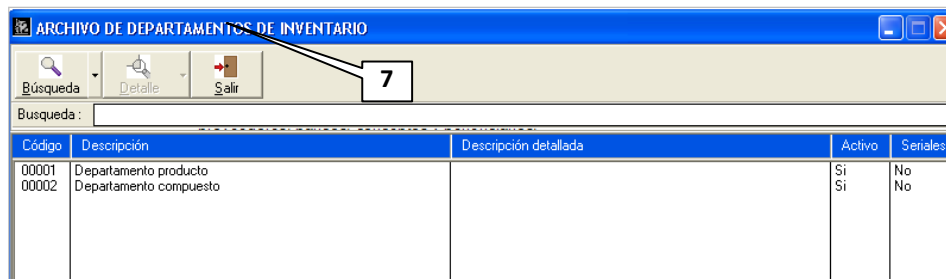 ARCHIVO DE DEPARTAMENTOS DE INVENTARIO
7
Búsqueda Detalle Salir
Busqueda :
Código Descripción Descripción detallada Activo Seriales
00001 Departamento producto Si No
00002 Departamento compuesto Si No